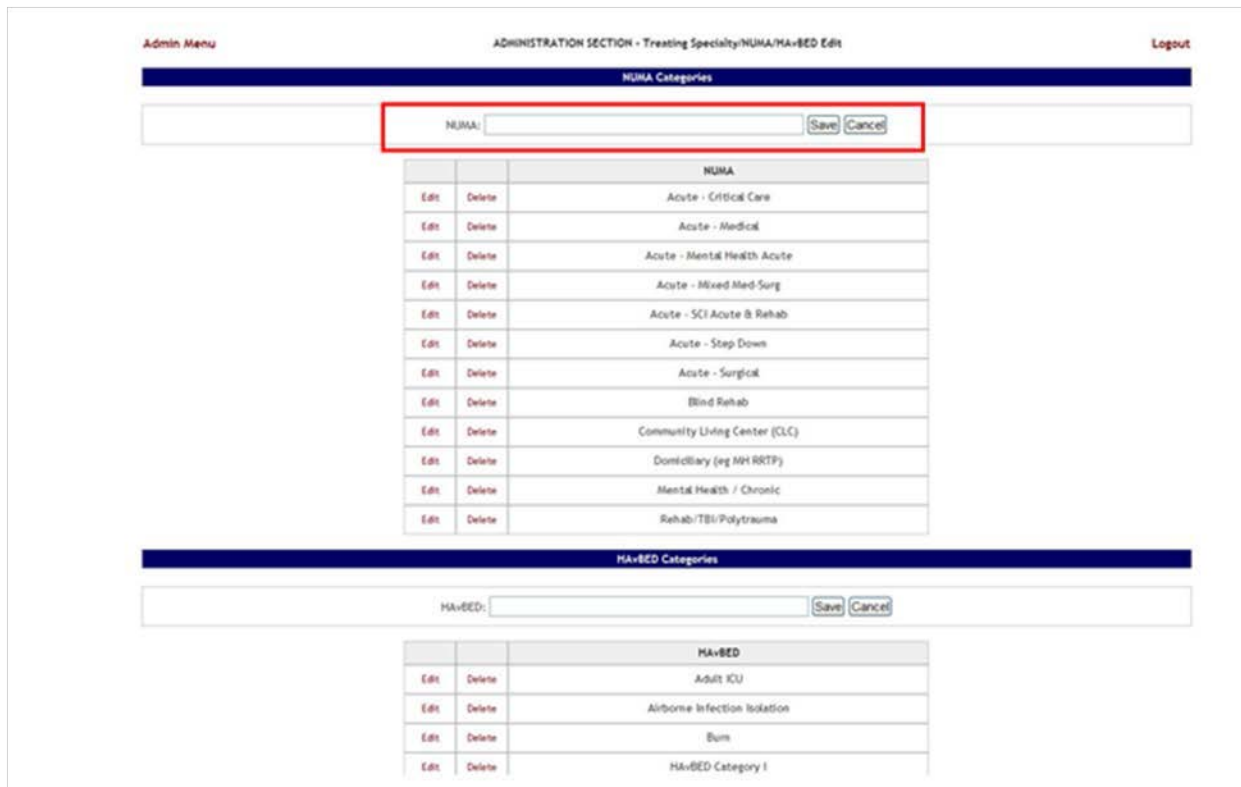 Admin Menu ADMINISTRATION SECTION - Treating Specialty/NUMA/HAvBED Edit Logout
NUMA Categories
NUMA: Save Cancel
NUMA
Edit Delete Acute - Critical Care
Edit Delete Acute - Medical
Edit Delete Acute - Mental Health Acute
Edit Delete Acute - Mixed Med-Surg
Edit Delete Acute - SCI Acute & Rehab
Edit Delete Acute - Step Down
Edit Delete Acute - Surgical
Edit Delete Blind Rehab
Edit Delete Community Living Center (CLC)
Edit Delete Domiciliary (eg MH RRTP)
Edit Delete Mental Health / Chronic
Edit Delete Rehab/TBI/Polytrauma
HAvBED Categories
HAvBED: Save Cancel
HAvBED
Edit Delete Adult ICU
Edit Delete Airborne Infection Isolation
Edit Delete Burn
Edit Delete HAvBED Category I